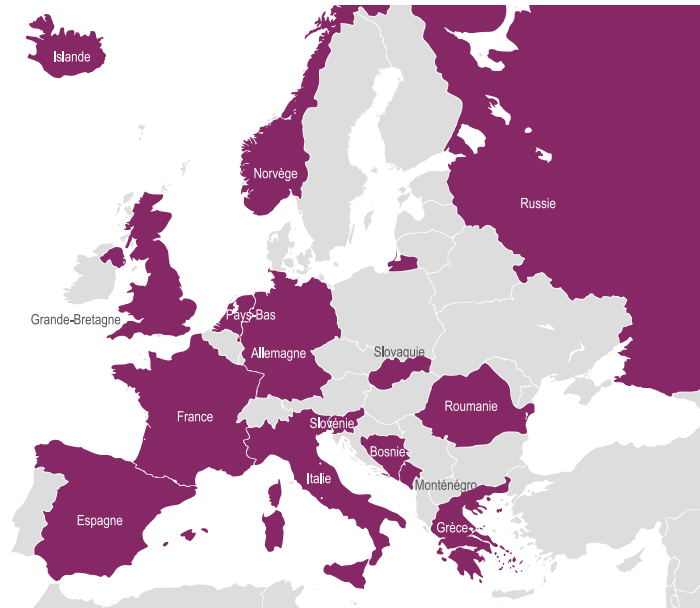 Islande
Norvège
Russie
Grande-Bretagne
Pays-Bas
Allemagne
Slovaquie
France
Roumanie
Slovénie
Bosnie
Italie
Monténégro
Espagne
Grèce